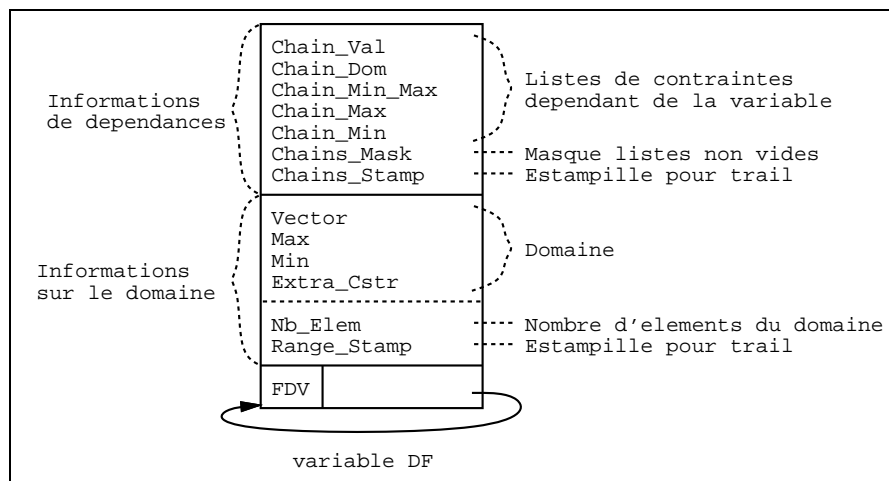 Chain_Val
Chain_Dom
Chain_Min_Max
Chain_Max
Chain_Min
Chains_Mask
Chains_Stamp
Informations
de dependances
Listes de contraintes
dependant de la variable
Masque listes non vides
Estampille pour trail
Vector
Max
Min
Extra_Cstr
Nb_Elem
Range_Stamp
Informations
sur le domaine
Domaine
Nombre d'elements du domaine
Estampille pour trail
FDV
variable DF